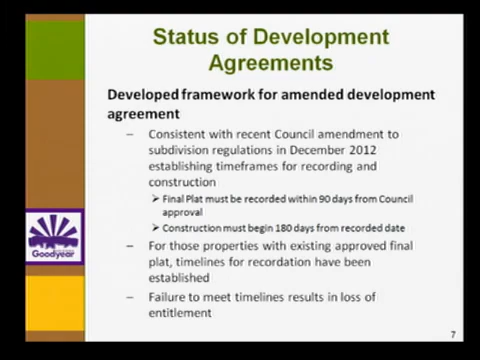 Status of Development
Agreements
Developed framework for amended development
agreement
– Consistent with recent Council amendment to
subdivision regulations in December 2012
establishing timeframes for recording and
construction
➢ Final Plat must be recorded within 90 days from Council
approval
➢ Construction must begin 180 days from recorded date
– For those properties with existing approved final
plat, timelines for recordation have been
established
– Failure to meet timelines results in loss of
entitlement
Goodyear
7